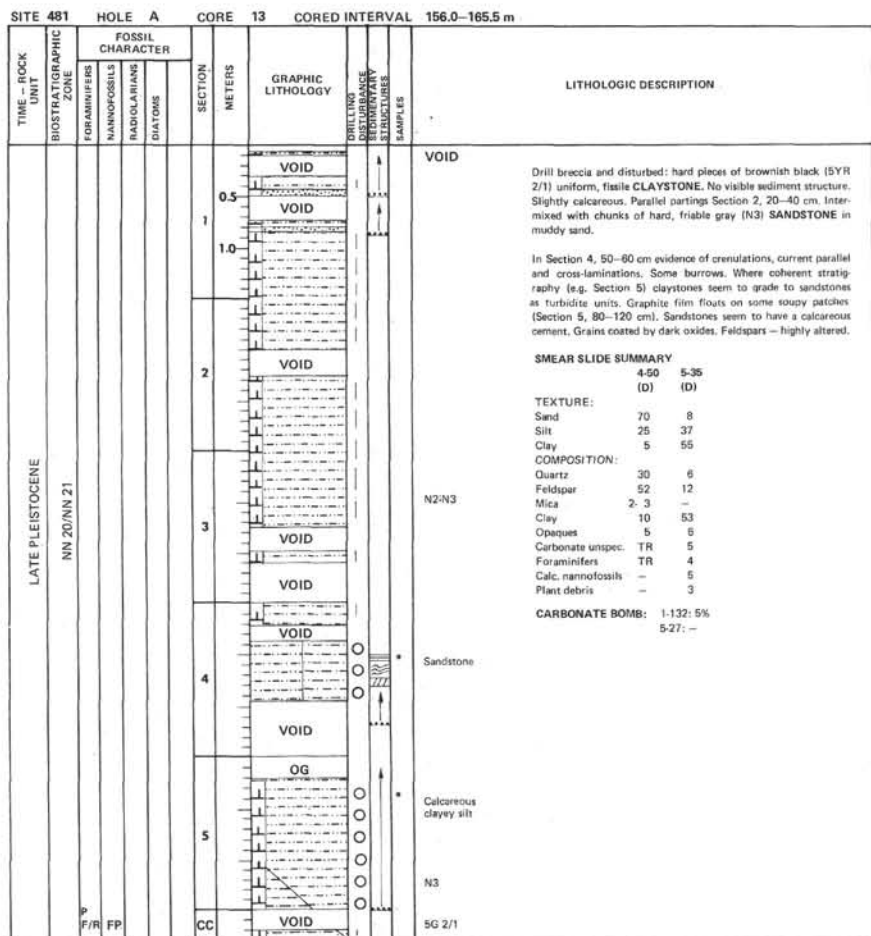 SITE 481 HOLE A CORE 13 CORED INTERVAL 156.0–165.5 m
TIME – ROCK UNIT
BIOSTRATIGRAPHIC ZONE
FOSSIL CHARACTER
FORAMINIFERS
NANNOFOSSILS
RADIOLARIANS
DIATOMS
SECTION
METERS
GRAPHIC LITHOLOGY
DRILLING DISTURBANCE
SEDIMENTARY STRUCTURES
SAMPLES
LITHOLOGIC DESCRIPTION
LATE PLEISTOCENE
NN 20/NN 21
P
F/R FP
1
0.5
1.0
2
3
4
5
CC
VOID
VOID
VOID
VOID
VOID
VOID
VOID
OG
VOID
VOID
N2-N3
Sandstone
Calcareous
clayey silt
N3
5G 2/1
Drill breccia and disturbed: hard pieces of brownish black (5YR
2/1) uniform, fissile CLAYSTONE. No visible sediment structure.
Slightly calcareous. Parallel partings Section 2, 20–40 cm. Inter-
mixed with chunks of hard, friable gray (N3) SANDSTONE in
muddy sand.
In Section 4, 50–60 cm evidence of crenulations, current parallel
and cross-laminations. Some burrows. Where coherent stratig-
raphy (e.g. Section 5) claystones seem to grade to sandstones
as turbidite units. Graphite film floats on some soupy patches
(Section 5, 80–120 cm). Sandstones seem to have a calcareous
cement. Grains coated by dark oxides. Feldspars – highly altered.
SMEAR SLIDE SUMMARY
4-50 5-35
(D) (D)
TEXTURE:
Sand 70 8
Silt 25 37
Clay 5 55
COMPOSITION:
Quartz 30 6
Feldspar 52 12
Mica 2- 3 –
Clay 10 53
Opaques 5 6
Carbonate unspec. TR 5
Foraminifers TR 4
Calc. nannofossils – 5
Plant debris – 3
CARBONATE BOMB: 1-132: 5%
5-27: –